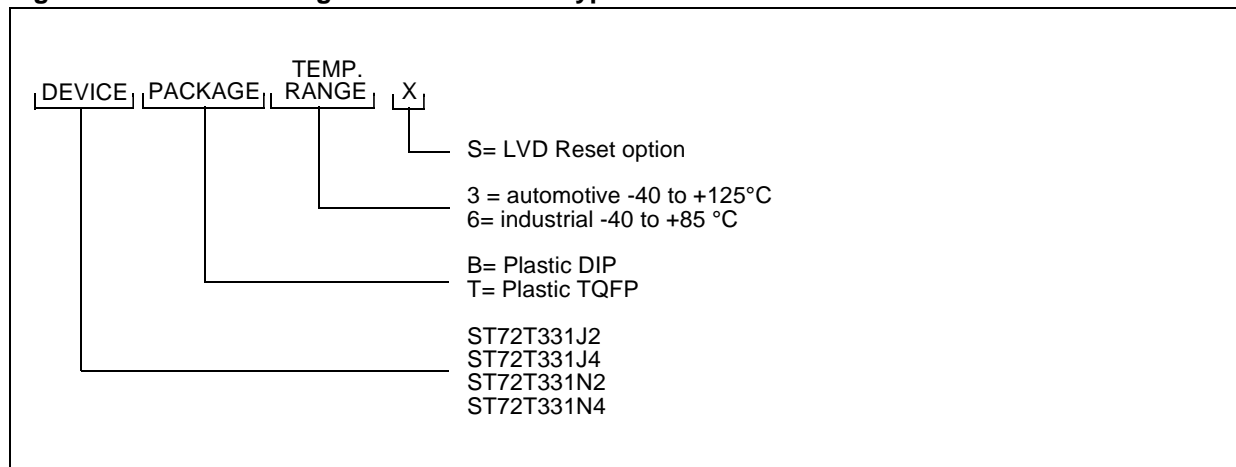 TEMP.
DEVICE PACKAGE RANGE X
S= LVD Reset option
3 = automotive -40 to +125°C
6= industrial -40 to +85 °C
B= Plastic DIP
T= Plastic TQFP
ST72T331J2
ST72T331J4
ST72T331N2
ST72T331N4